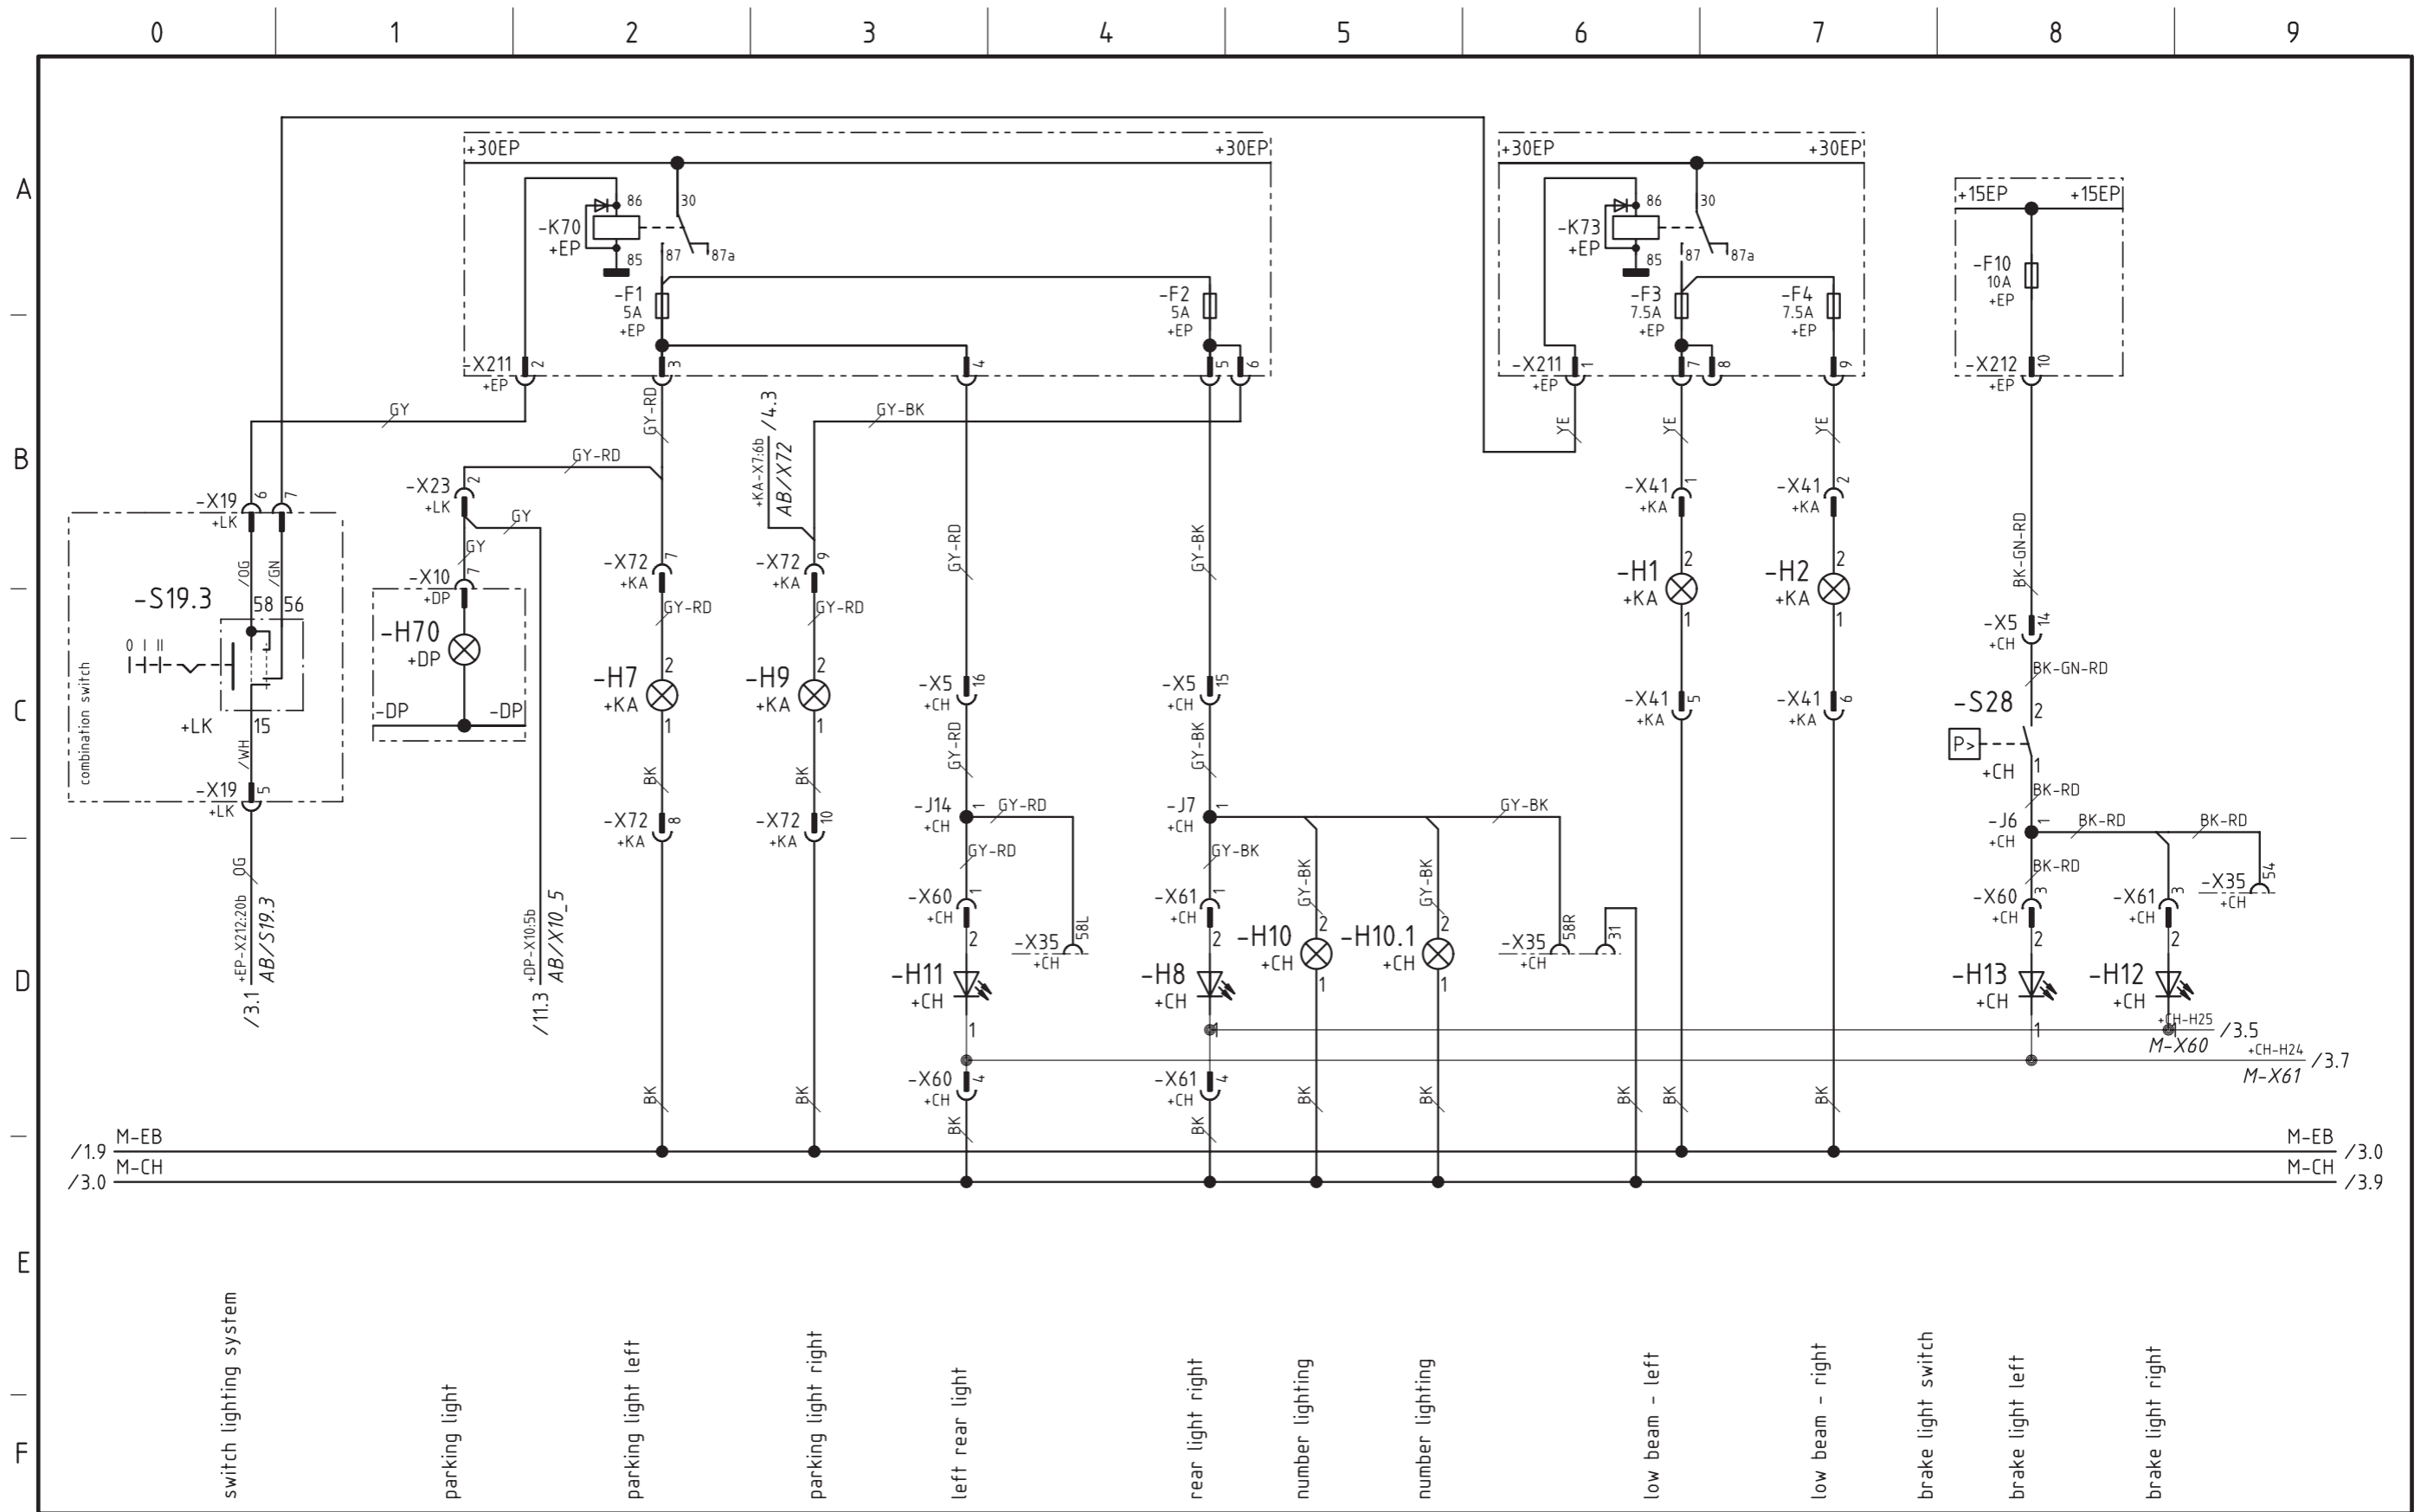 0 1 2 3 4 5 6 7 8 9
A
B
C
D
E
F
+30EP +30EP
-K70
+EP
86
85
30
87
87a
-F1
5A
+EP
-F2
5A
+EP
-X211
+EP
2
3
4
5
6
+30EP +30EP
-K73
+EP
86
85
30
87
87a
-F3
7.5A
+EP
-F4
7.5A
+EP
-X211
+EP
1
7
8
9
+15EP +15EP
-F10
10A
+EP
-X212
+EP
10
GY
GY-RD
GY-RD
+KA-X7:6b /4.3
AB/X72
GY-BK
YE
YE
YE
-X19
+LK
6
7
/OG
/GN
-S19.3
58 56
0 I II
combination switch
+LK
15
/WH
-X19
+LK
5
OG
+EP-X212:20b
/3.1 AB/S19.3
-X23
+LK
2
GY
GY
-X10
+DP
7
-H70
+DP
-DP -DP
+DP-X10:5b
/11.3 AB/X10_5
-X72
+KA
7
GY-RD
-H7
+KA
2
1
BK
-X72
+KA
8
BK
-X72
+KA
9
GY-RD
-H9
+KA
2
1
BK
-X72
+KA
10
BK
GY-RD
-X5
+CH
16
GY-RD
-J14
+CH
1
GY-RD
GY-RD
-X60
+CH
1
2
-H11
+CH
1
-X60
+CH
4
BK
-X35
+CH
58L
GY-BK
-X5
+CH
15
GY-BK
-J7
+CH
1
GY-BK
GY-BK
-X61
+CH
1
2
-H8
+CH
1
-X61
+CH
4
BK
GY-BK
-H10
+CH
2
1
BK
GY-BK
-H10.1
+CH
2
1
BK
-X35
+CH
58R
31
BK
-X41
+KA
1
-H1
+KA
2
1
-X41
+KA
5
BK
-X41
+KA
2
-H2
+KA
2
1
-X41
+KA
6
BK
BK-GN-RD
-X5
+CH
14
BK-GN-RD
-S28
2
P>
+CH
1
BK-RD
-J6
+CH
1
BK-RD
BK-RD
BK-RD
-X60
+CH
3
2
-H13
+CH
1
-X61
+CH
3
2
-H12
+CH
1
-X35
+CH
54
+CH-H25 /3.5
M-X60
+CH-H24 /3.7
M-X61
/1.9 M-EB M-EB /3.0
/3.0 M-CH M-CH /3.9
switch lighting system
parking light
parking light left
parking light right
left rear light
rear light right
number lighting
number lighting
low beam - left
low beam - right
brake light switch
brake light left
brake light right